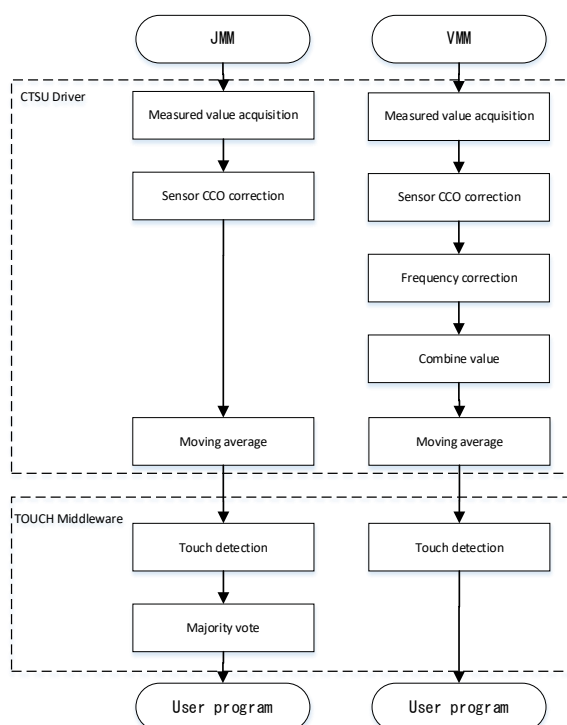 JMM
VMM
CTSU Driver
Measured value acquisition
Measured value acquisition
Sensor CCO correction
Sensor CCO correction
Frequency correction
Combine value
Moving average
Moving average
TOUCH Middleware
Touch detection
Touch detection
Majority vote
User program
User program